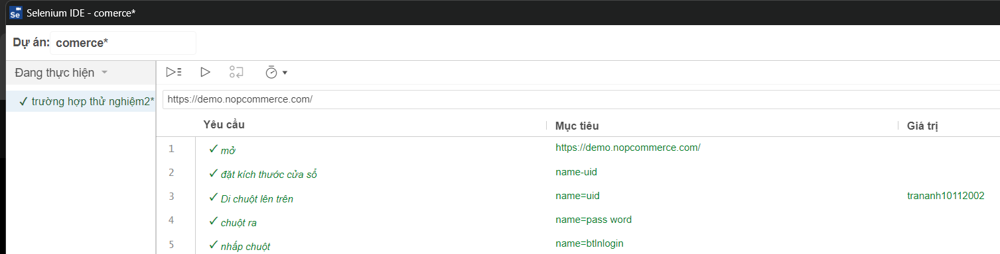 Selenium IDE - comerce*
Dự án: comerce*
Đang thực hiện
✓ trường hợp thử nghiệm2*
https://demo.nopcommerce.com/
Yêu cầu Mục tiêu Giá trị
1 ✓ mở https://demo.nopcommerce.com/
2 ✓ đặt kích thước cửa sổ name-uid
3 ✓ Di chuột lên trên name=uid trananh10112002
4 ✓ chuột ra name=pass word
5 ✓ nhấp chuột name=btlnlogin